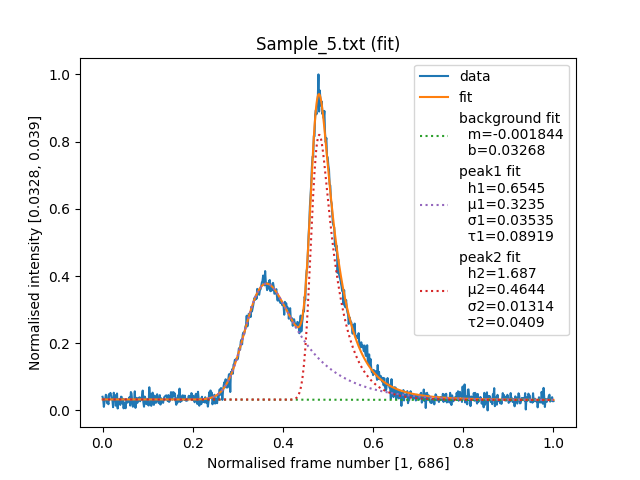 Sample_5.txt (fit)
Normalised intensity [0.0328, 0.039]
1.0
0.8
0.6
0.4
0.2
0.0
data
fit
background fit
m=-0.001844
b=0.03268
peak1 fit
h1=0.6545
μ1=0.3235
σ1=0.03535
τ1=0.08919
peak2 fit
h2=1.687
μ2=0.4644
σ2=0.01314
τ2=0.0409
0.0 0.2 0.4 0.6 0.8 1.0
Normalised frame number [1, 686]